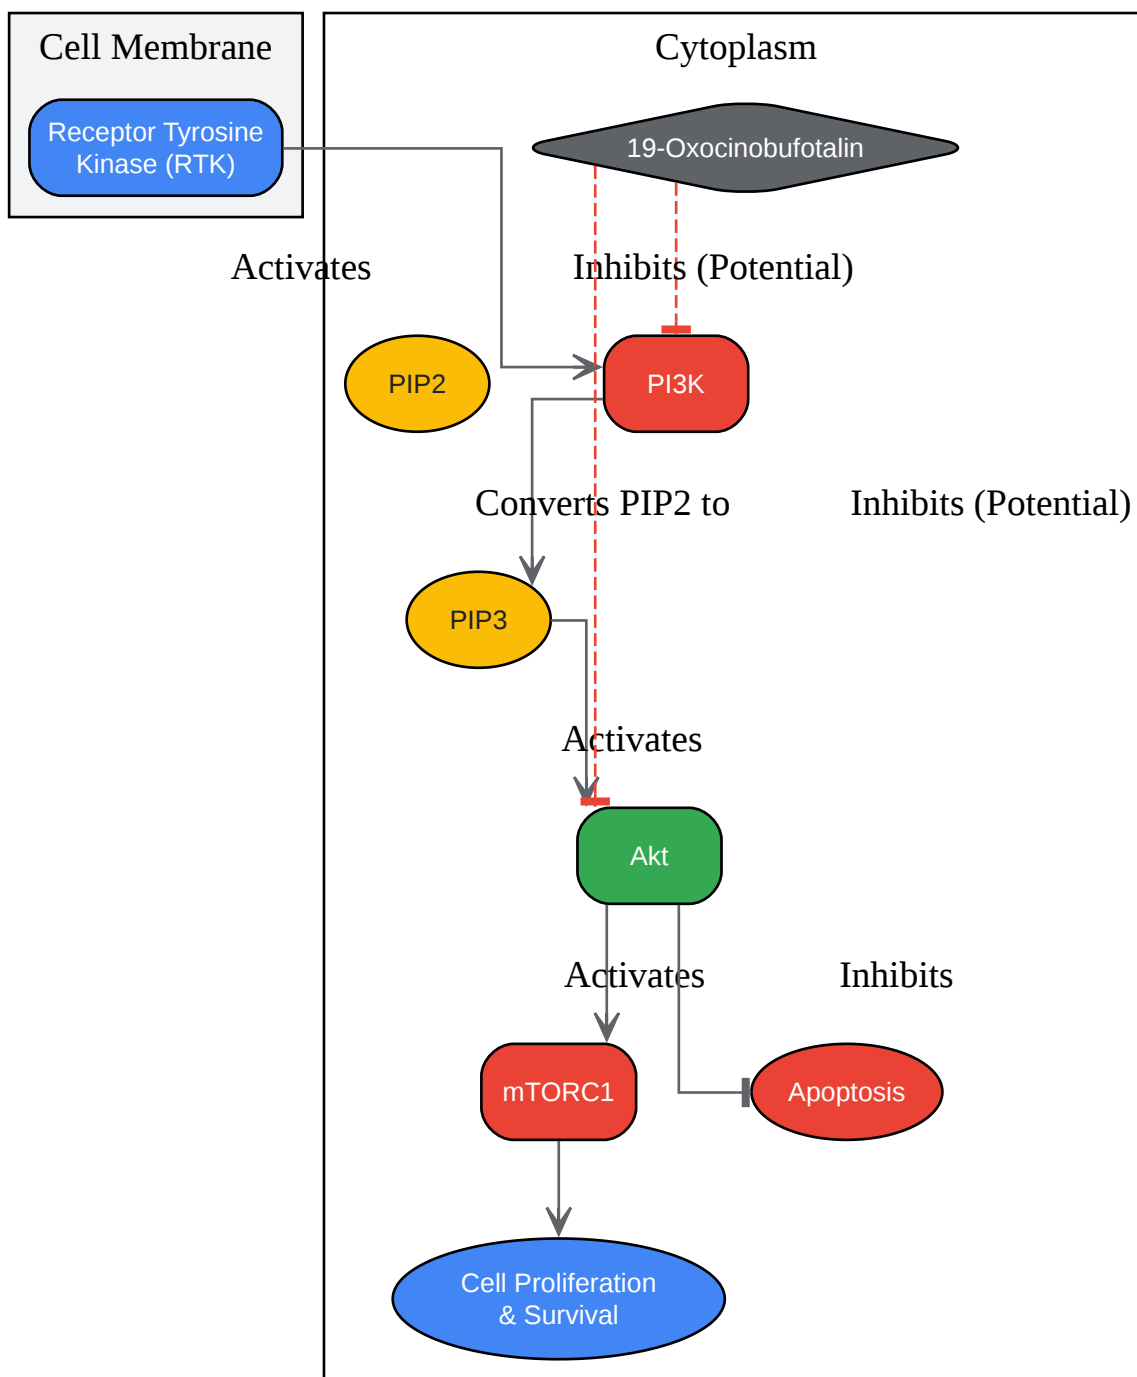 Cell Membrane
Cytoplasm
Receptor Tyrosine
Kinase (RTK)
19-Oxocinobufotalin
Activates
Inhibits (Potential)
PIP2
PI3K
Converts PIP2 to
Inhibits (Potential)
PIP3
Activates
Akt
Activates
Inhibits
mTORC1
Apoptosis
Cell Proliferation
& Survival